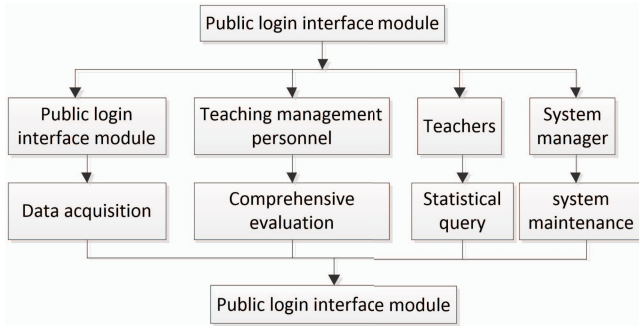 Public login interface module
Public login
interface module
Teaching management
personnel
Teachers
System
manager
Data acquisition
Comprehensive
evaluation
Statistical
query
system
maintenance
Public login interface module